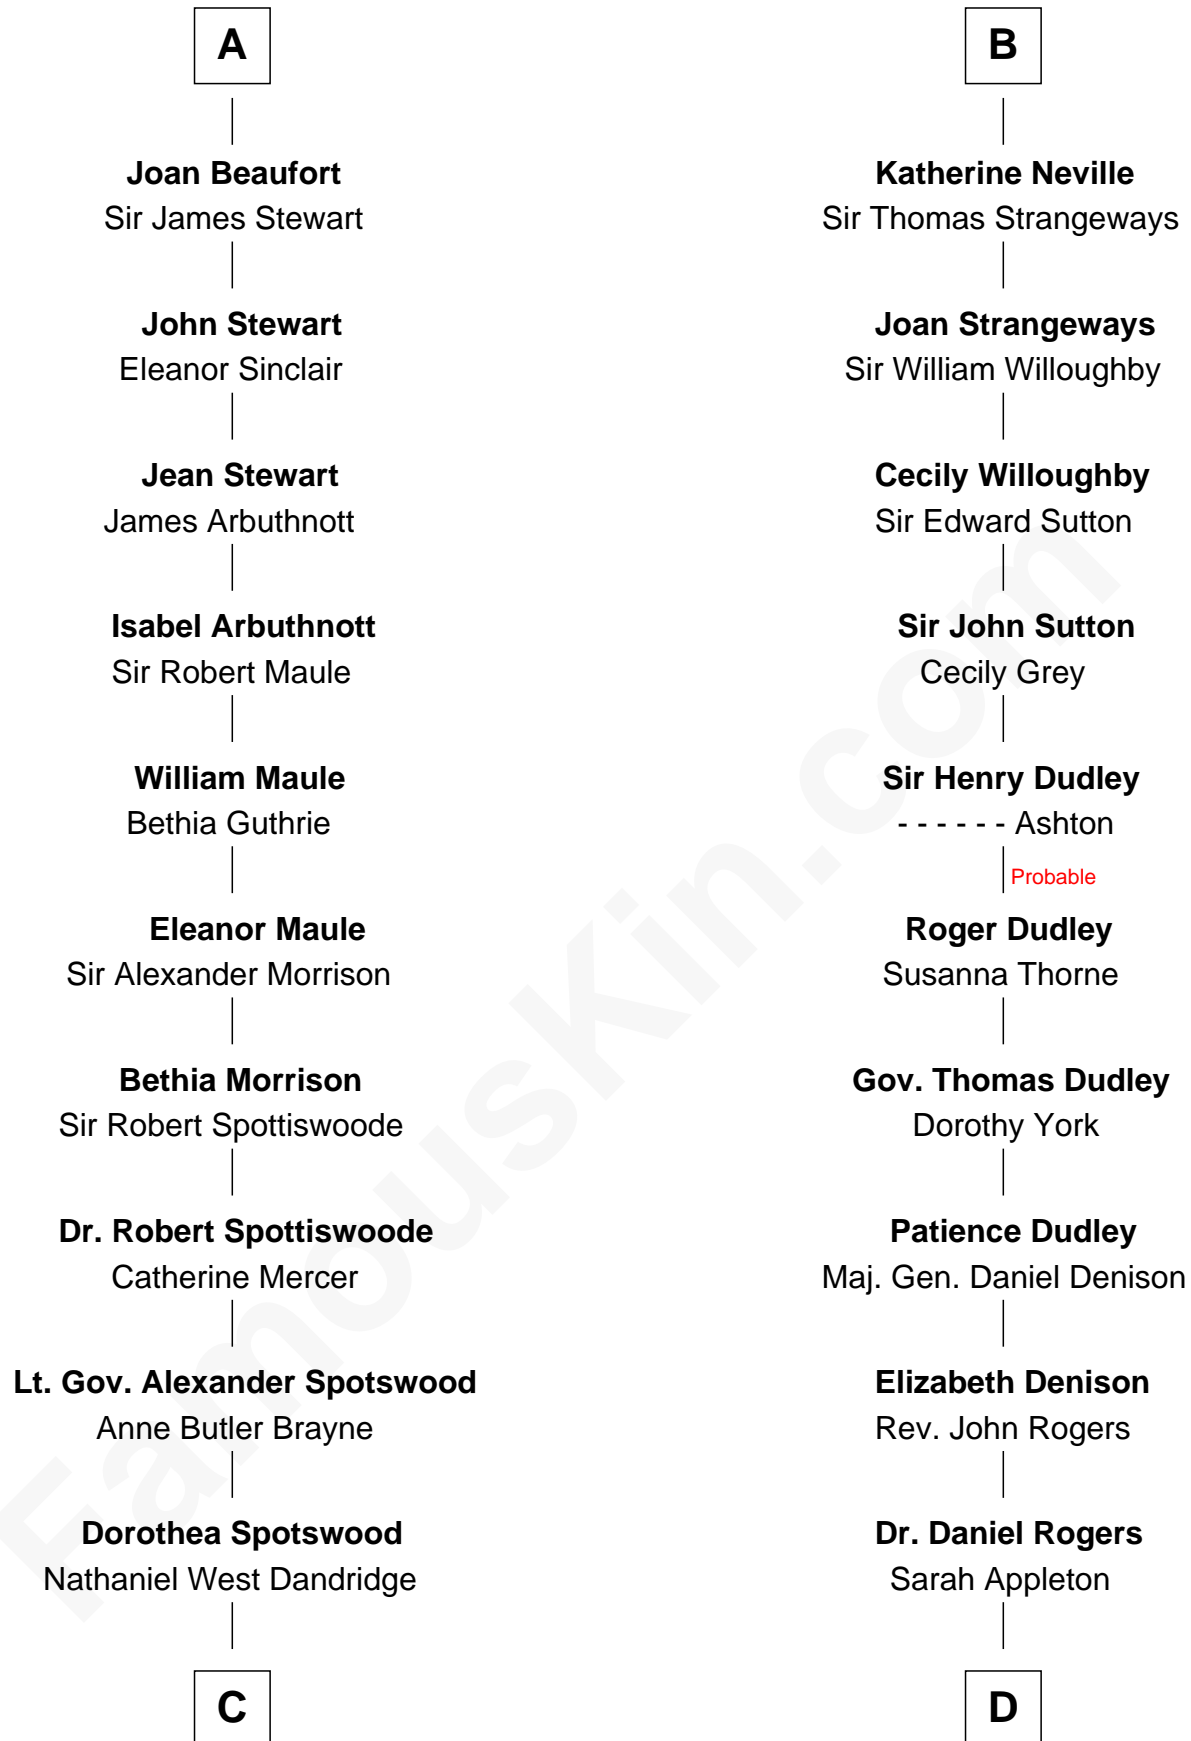 A
Joan Beaufort
Sir James Stewart
John Stewart
Eleanor Sinclair
Jean Stewart
James Arbuthnott
Isabel Arbuthnott
Sir Robert Maule
William Maule
Bethia Guthrie
Eleanor Maule
Sir Alexander Morrison
Bethia Morrison
Sir Robert Spottiswoode
Dr. Robert Spottiswoode
Catherine Mercer
Lt. Gov. Alexander Spotswood
Anne Butler Brayne
Dorothea Spotswood
Nathaniel West Dandridge
C
B
Katherine Neville
Sir Thomas Strangeways
Joan Strangeways
Sir William Willoughby
Cecily Willoughby
Sir Edward Sutton
Sir John Sutton
Cecily Grey
Sir Henry Dudley
- - - - - - Ashton
Probable
Roger Dudley
Susanna Thorne
Gov. Thomas Dudley
Dorothy York
Patience Dudley
Maj. Gen. Daniel Denison
Elizabeth Denison
Rev. John Rogers
Dr. Daniel Rogers
Sarah Appleton
D
FamousKin.com